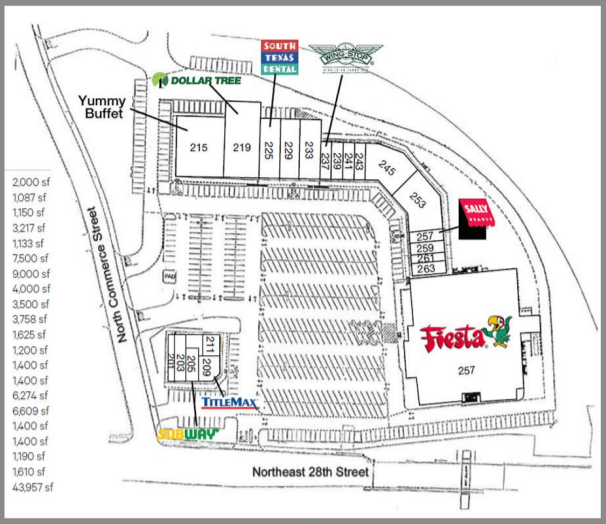 SOUTH
TEXAS
DENTAL
WING·STOP
DOLLAR TREE
Yummy
Buffet
215
219
225
229
233
237
239
241
243
245
253
SALLY
BEAUTY
257
259
261
263
2,000 sf
1,087 sf
1,150 sf
3,217 sf
1,133 sf
7,500 sf
9,000 sf
4,000 sf
3,500 sf
3,758 sf
1,625 sf
1,200 sf
1,400 sf
1,400 sf
6,274 sf
6,609 sf
1,400 sf
1,400 sf
1,190 sf
1,610 sf
43,957 sf
North Commerce Street
PAD
Fiesta
257
201
203
205
209
211
TITLEMAX
SUBWAY
Northeast 28th Street